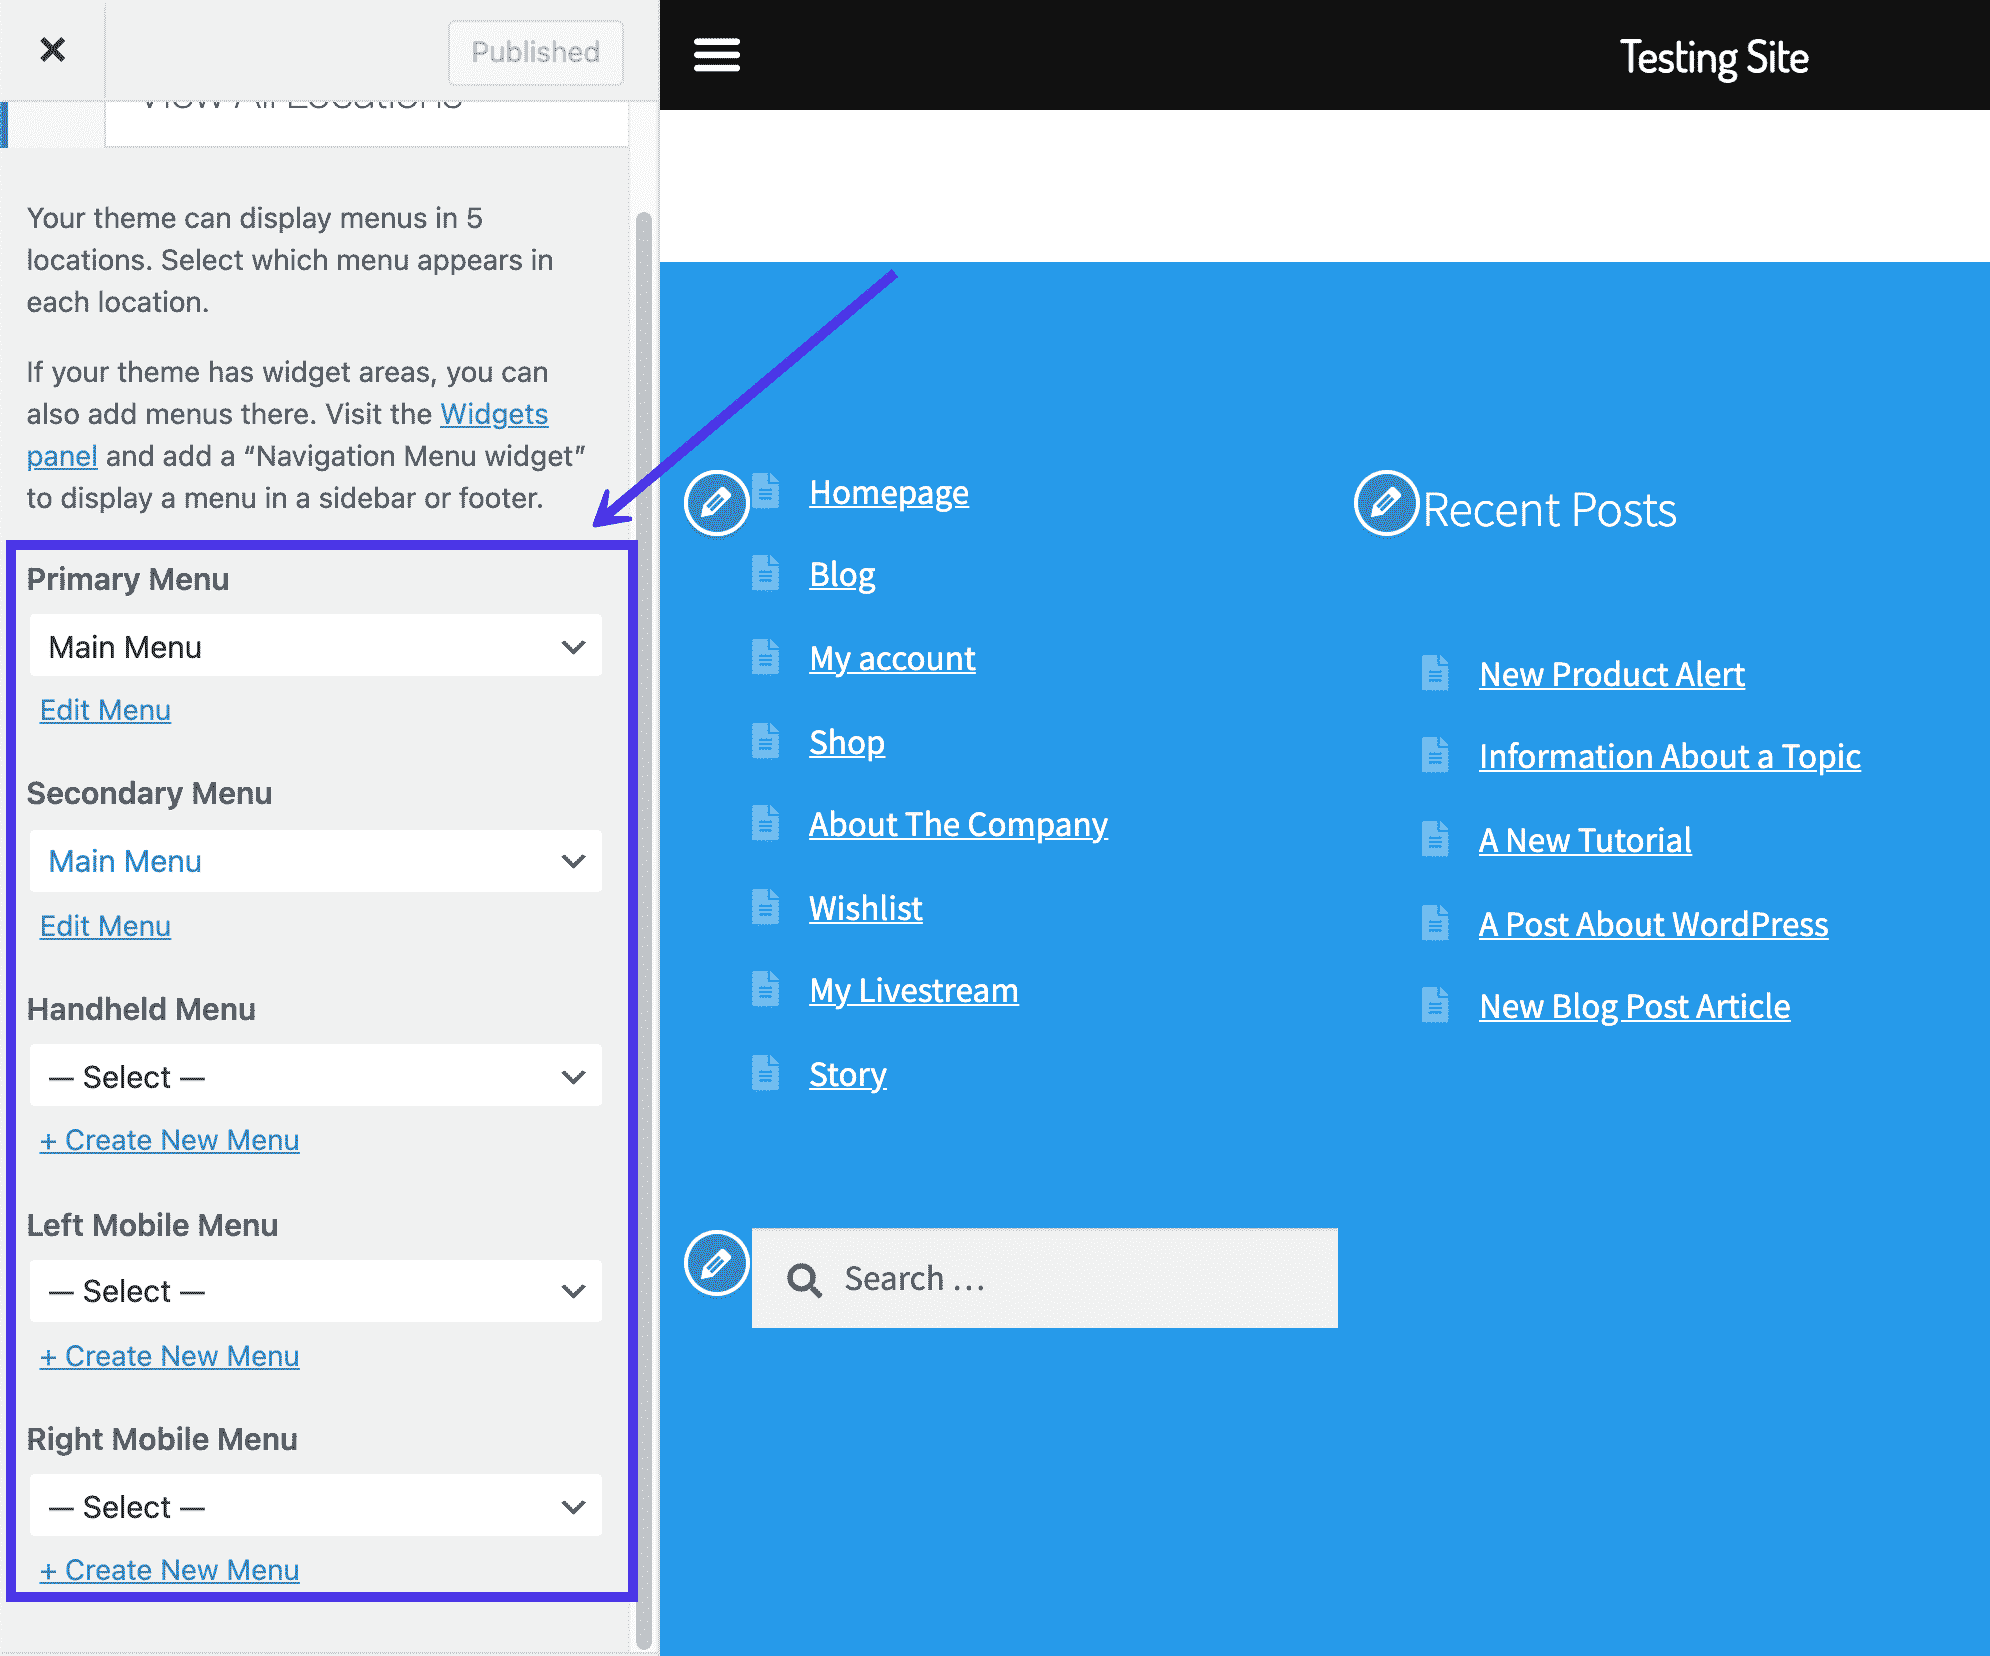 Published
View All Locations
Your theme can display menus in 5
locations. Select which menu appears in
each location.
If your theme has widget areas, you can
also add menus there. Visit the Widgets
panel and add a “Navigation Menu widget”
to display a menu in a sidebar or footer.
Primary Menu
Main Menu
Edit Menu
Secondary Menu
Main Menu
Edit Menu
Handheld Menu
— Select —
+ Create New Menu
Left Mobile Menu
— Select —
+ Create New Menu
Right Mobile Menu
— Select —
+ Create New Menu
Testing Site
Homepage
Blog
My account
Shop
About The Company
Wishlist
My Livestream
Story
Search …
Recent Posts
New Product Alert
Information About a Topic
A New Tutorial
A Post About WordPress
New Blog Post Article